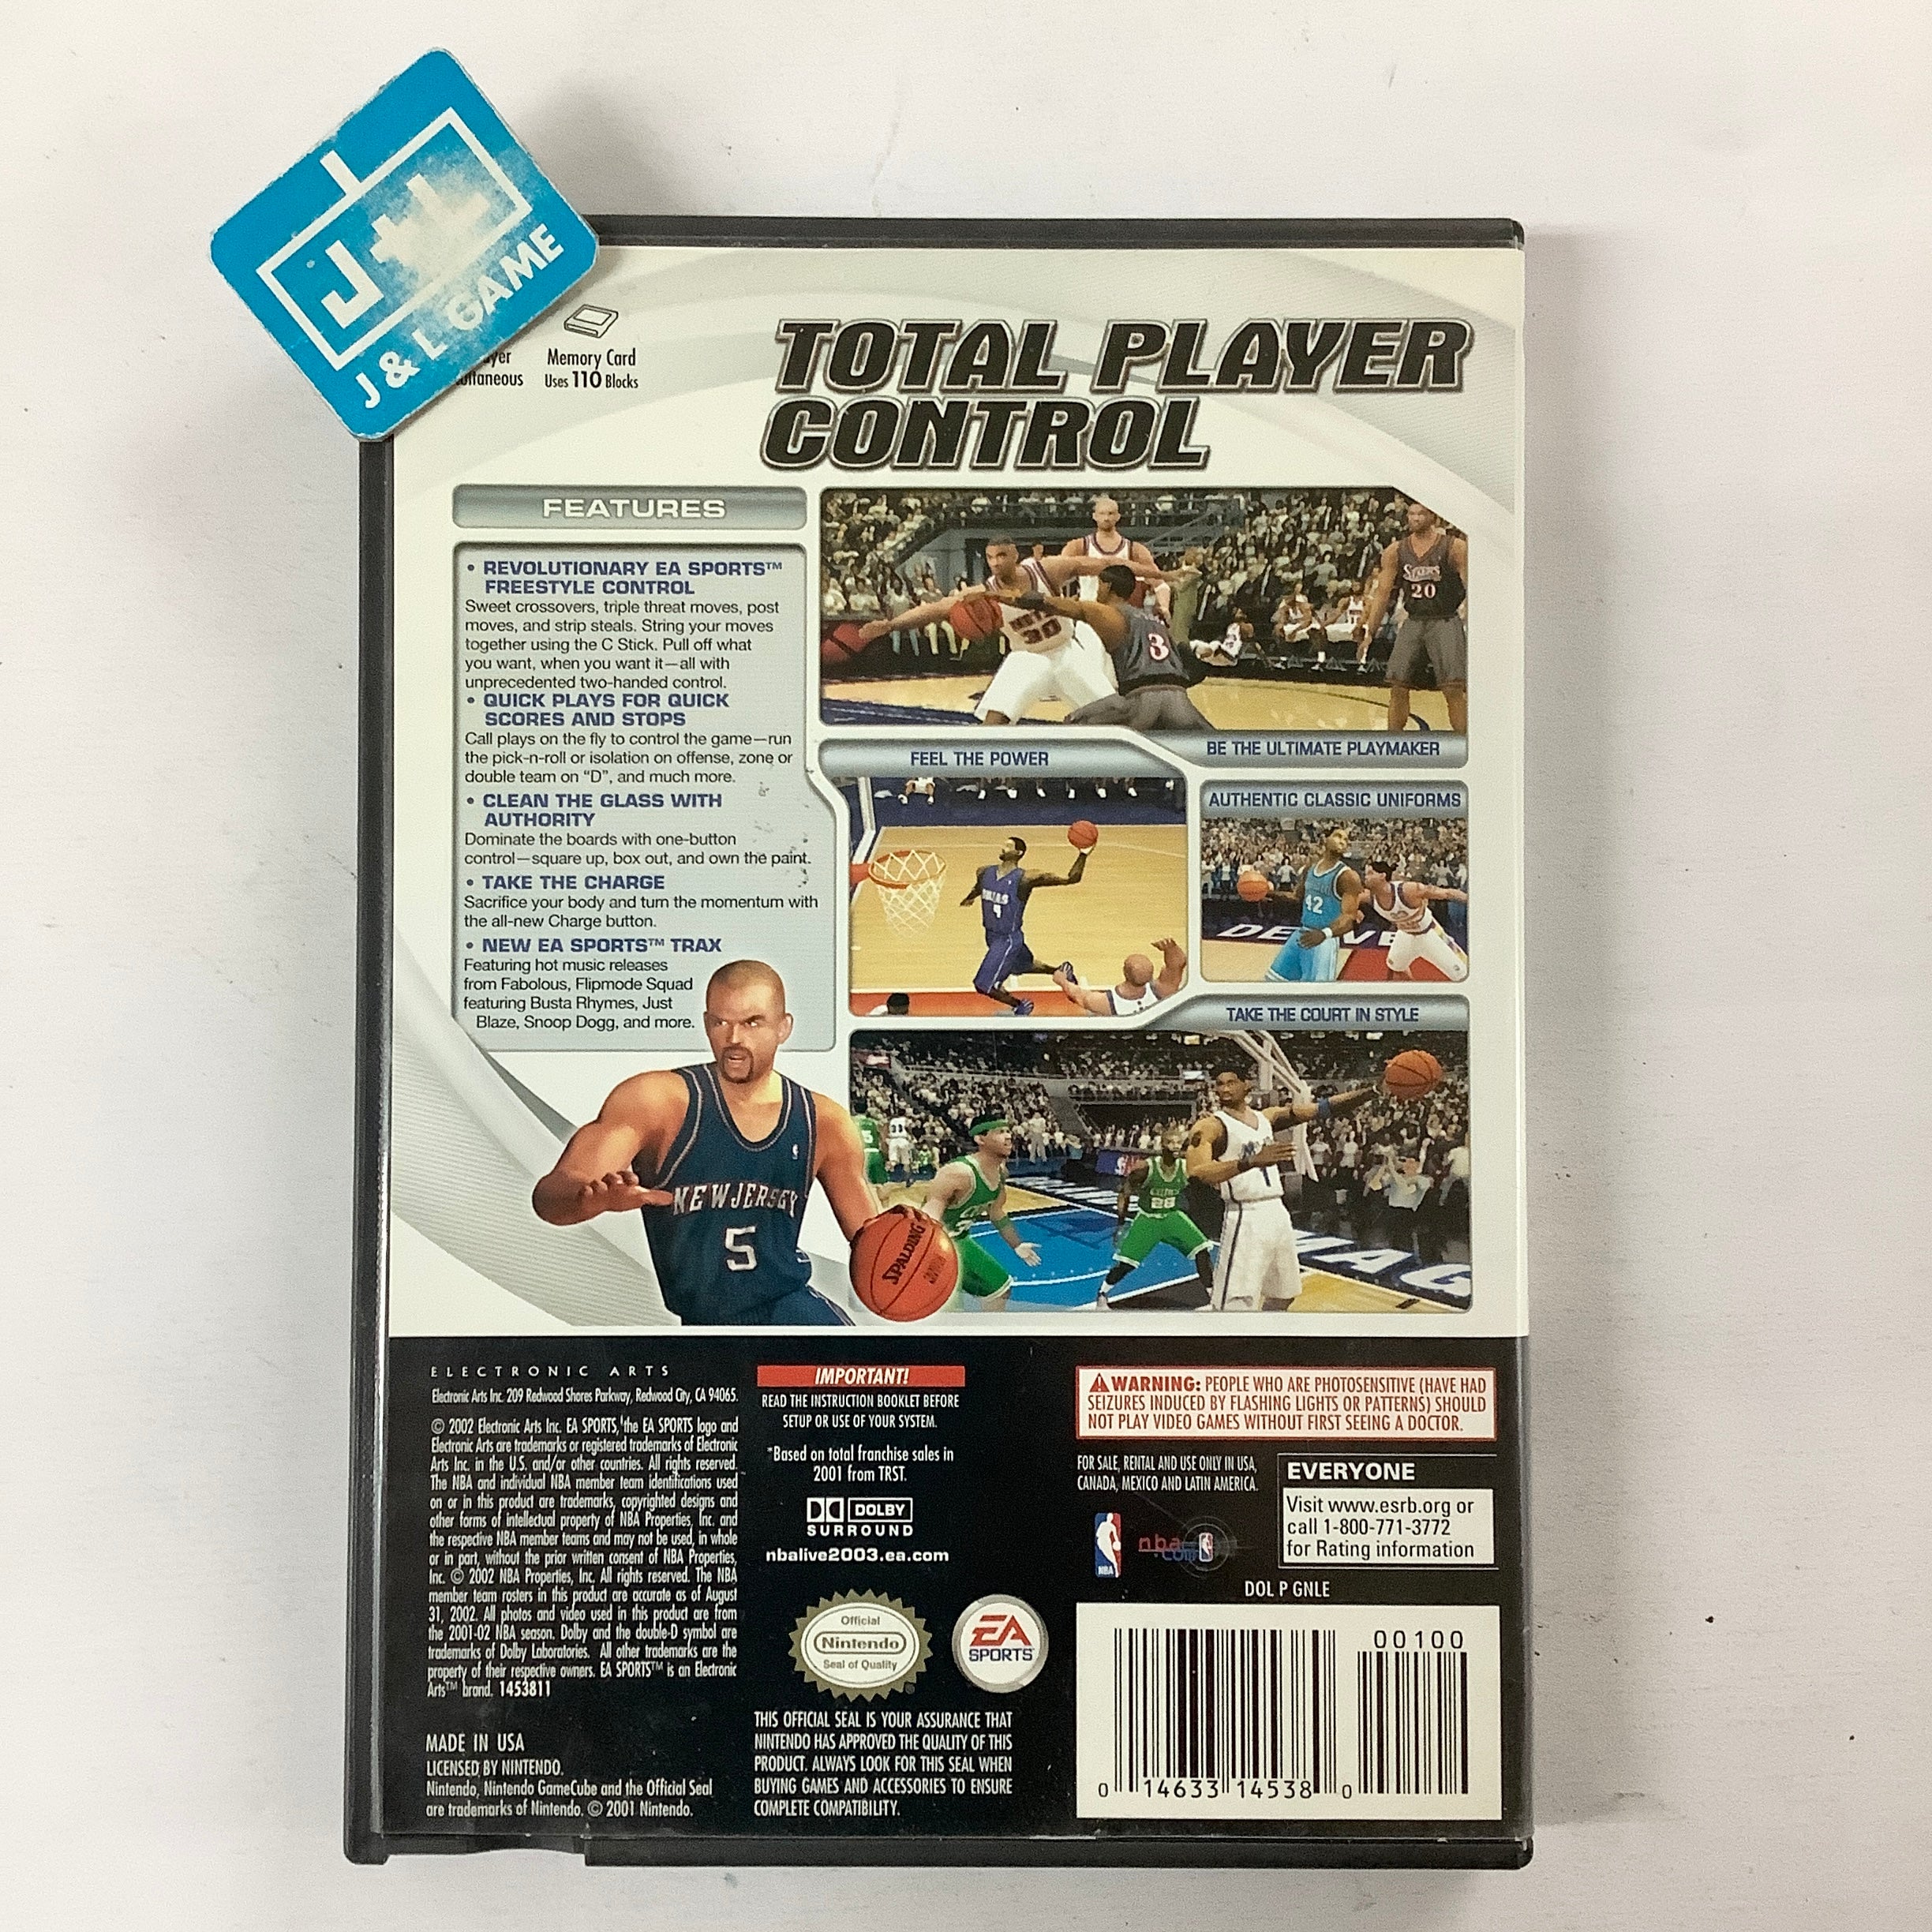 J L
J & L GAME
Memory Card
Uses 110 Blocks
TOTAL PLAYER
CONTROL
FEATURES
• REVOLUTIONARY EA SPORTS™
FREESTYLE CONTROL
Sweet crossovers, triple threat moves, post
moves, and strip steals. String your moves
together using the C Stick. Pull off what
you want, when you want it—all with
unprecedented two-handed control.
• QUICK PLAYS FOR QUICK
SCORES AND STOPS
Call plays on the fly to control the game—run
the pick-n-roll or isolation on offense, zone or
double team on "D", and much more.
• CLEAN THE GLASS WITH
AUTHORITY
Dominate the boards with one-button
control—square up, box out, and own the paint.
• TAKE THE CHARGE
Sacrifice your body and turn the momentum with
the all-new Charge button.
• NEW EA SPORTS™ TRAX
Featuring hot music releases
from Fabolous, Flipmode Squad
featuring Busta Rhymes, Just
Blaze, Snoop Dogg, and more.
NEW JERSEY
5
SPALDING
30
3
SIXERS
20
BE THE ULTIMATE PLAYMAKER
FEEL THE POWER
4
AUTHENTIC CLASSIC UNIFORMS
42
TAKE THE COURT IN STYLE
33
CELTICS
1
MAG
ELECTRONIC ARTS
Electronic Arts Inc. 209 Redwood Shores Parkway, Redwood City, CA 94065.
© 2002 Electronic Arts Inc. EA SPORTS, the EA SPORTS logo and
Electronic Arts are trademarks or registered trademarks of Electronic
Arts Inc. in the U.S. and/or other countries. All rights reserved.
The NBA and individual NBA member team identifications used
on or in this product are trademarks, copyrighted designs and
other forms of intellectual property of NBA Properties, Inc. and
the respective NBA member teams and may not be used, in whole
or in part, without the prior written consent of NBA Properties,
Inc. © 2002 NBA Properties, Inc. All rights reserved. The NBA
member team rosters in this product are accurate as of August
31, 2002. All photos and video used in this product are from
the 2001-02 NBA season. Dolby and the double-D symbol are
trademarks of Dolby Laboratories. All other trademarks are the
property of their respective owners. EA SPORTS™ is an Electronic
Arts™ brand. 1453811
MADE IN USA
LICENSED BY NINTENDO.
Nintendo, Nintendo GameCube and the Official Seal
are trademarks of Nintendo. © 2001 Nintendo.
IMPORTANT!
READ THE INSTRUCTION BOOKLET BEFORE
SETUP OR USE OF YOUR SYSTEM.
*Based on total franchise sales in
2001 from TRST.
DOLBY
SURROUND
nbalive2003.ea.com
Official
Nintendo
Seal of Quality
EA
SPORTS
THIS OFFICIAL SEAL IS YOUR ASSURANCE THAT
NINTENDO HAS APPROVED THE QUALITY OF THIS
PRODUCT. ALWAYS LOOK FOR THIS SEAL WHEN
BUYING GAMES AND ACCESSORIES TO ENSURE
COMPLETE COMPATIBILITY.
WARNING: PEOPLE WHO ARE PHOTOSENSITIVE (HAVE HAD
SEIZURES INDUCED BY FLASHING LIGHTS OR PATTERNS) SHOULD
NOT PLAY VIDEO GAMES WITHOUT FIRST SEEING A DOCTOR.
FOR SALE, RENTAL AND USE ONLY IN USA,
CANADA, MEXICO AND LATIN AMERICA.
NBA
nba
.com
EVERYONE
Visit www.esrb.org or
call 1-800-771-3772
for Rating information
DOL P GNLE
00100
0 14633 14538 0